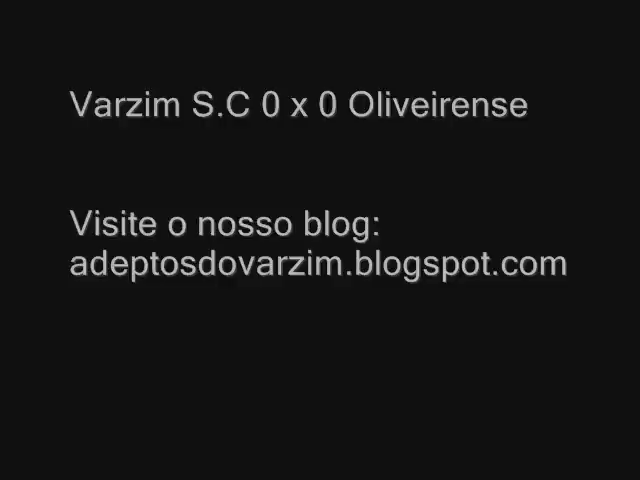 Varzim S.C 0 x 0 Oliveirense
Visite o nosso blog:
adeptosdovarzim.blogspot.com